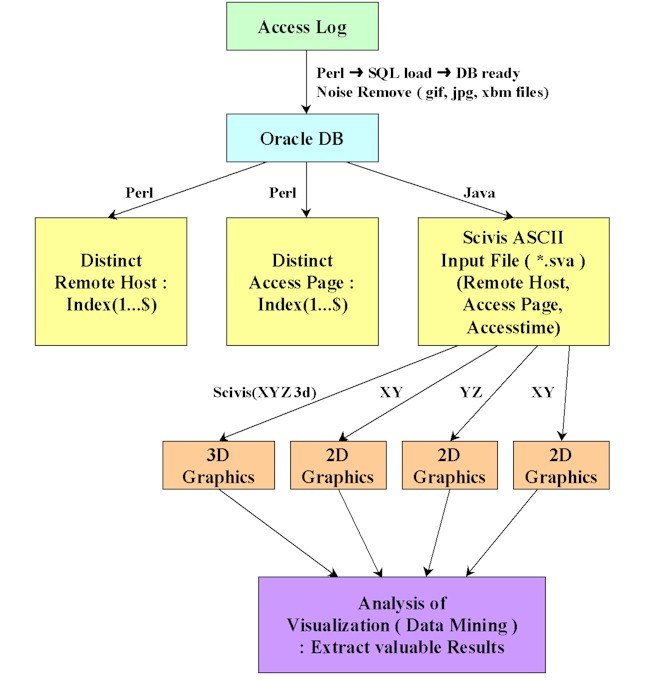 Access Log
Perl ➔ SQL load ➔ DB ready
Noise Remove ( gif, jpg, xbm files)
Oracle DB
Perl
Perl
Java
Distinct
Remote Host :
Index(1...$)
Distinct
Access Page :
Index(1...$)
Scivis ASCII
Input File ( *.sva )
(Remote Host,
Access Page,
Accesstime)
Scivis(XYZ 3d)
XY
YZ
XY
3D
Graphics
2D
Graphics
2D
Graphics
2D
Graphics
Analysis of
Visualization ( Data Mining )
: Extract valuable Results